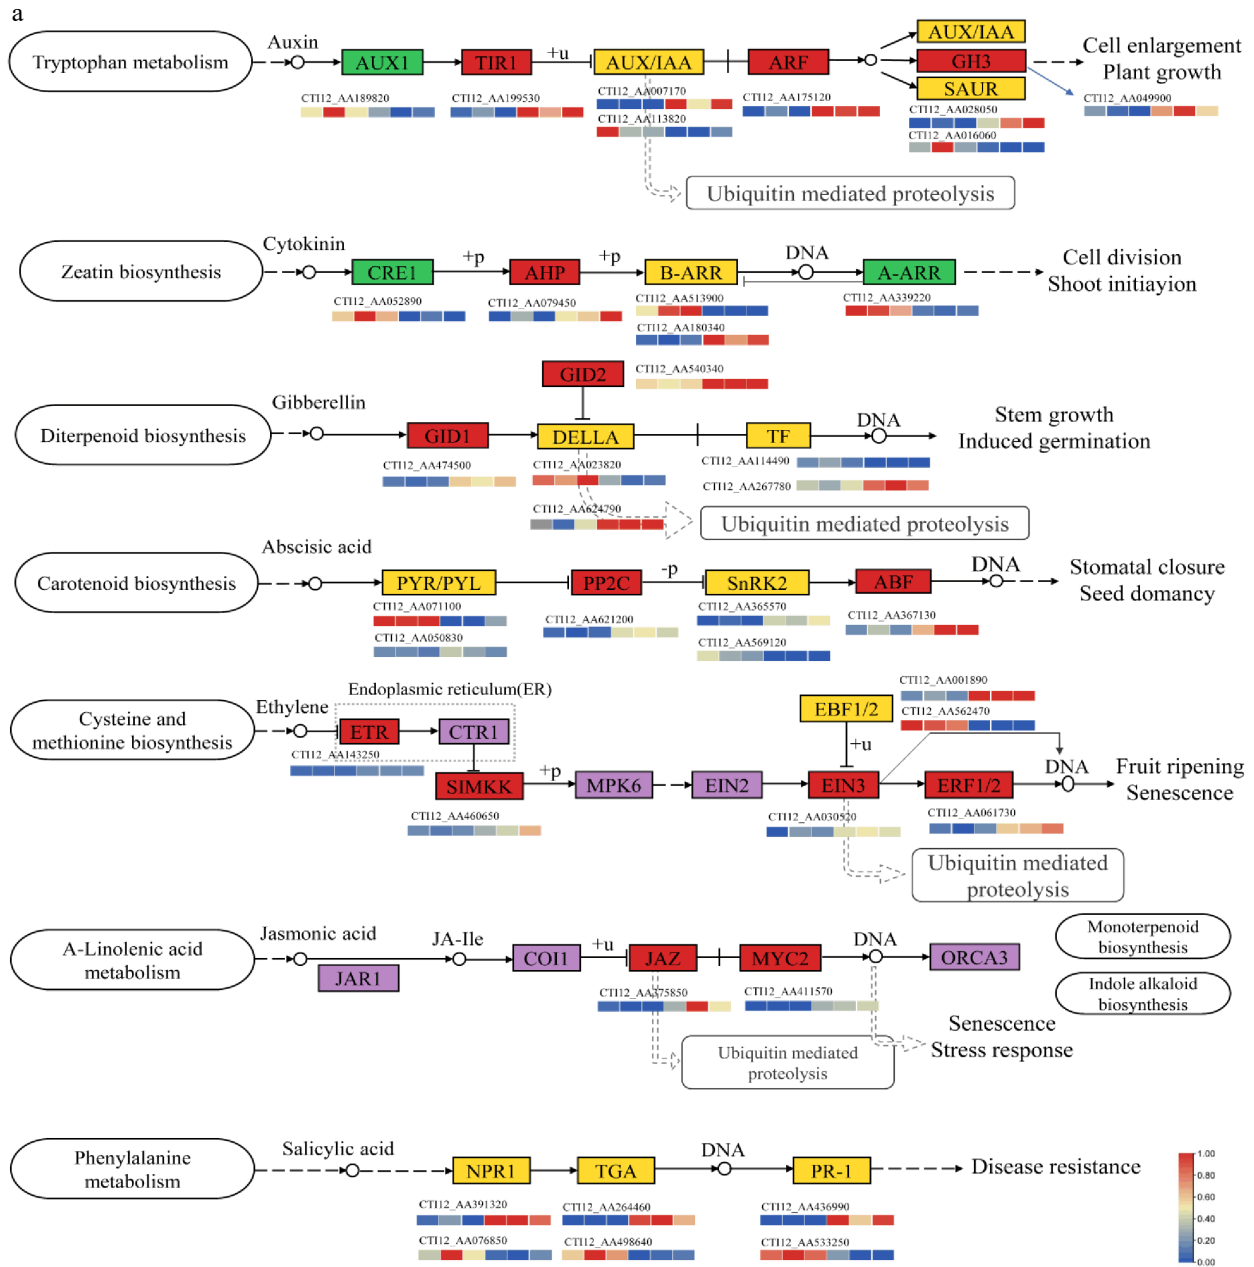 a
Auxin
Tryptophan metabolism
AUX1
TIR1
+u
AUX/IAA
ARF
AUX/IAA
GH3
SAUR
Cell enlargement
Plant growth
CTI12_AA189820
CTI12_AA199530
CTI12_AA007170
CTI12_AA113820
CTI12_AA175120
CTI12_AA028050
CTI12_AA016060
CTI12_AA049900
Ubiquitin mediated proteolysis
Cytokinin
Zeatin biosynthesis
CRE1
+p
AHP
+p
B-ARR
DNA
A-ARR
Cell division
Shoot initiayion
CTI12_AA052890
CTI12_AA079450
CTI12_AA513900
CTI12_AA180340
CTI12_AA339220
GID2
CTI12_AA540340
Gibberellin
Diterpenoid biosynthesis
GID1
DELLA
TF
DNA
Stem growth
Induced germination
CTI12_AA474500
CTI12_AA023820
CTI12_AA624790
CTI12_AA114490
CTI12_AA267780
Ubiquitin mediated proteolysis
Abscisic acid
Carotenoid biosynthesis
PYR/PYL
PP2C
-p
SnRK2
ABF
DNA
Stomatal closure
Seed domancy
CTI12_AA071100
CTI12_AA050830
CTI12_AA621200
CTI12_AA365570
CTI12_AA569120
CTI12_AA367130
Endoplasmic reticulum(ER)
Ethylene
Cysteine and
methionine biosynthesis
ETR
CTR1
CTI12_AA143250
SIMKK
+p
MPK6
EIN2
EBF1/2
+u
EIN3
ERF1/2
DNA
Fruit ripening
Senescence
CTI12_AA001890
CTI12_AA562470
CTI12_AA460650
CTI12_AA030520
CTI12_AA061730
Ubiquitin mediated
proteolysis
Jasmonic acid
A-Linolenic acid
metabolism
JAR1
JA-Ile
COI1
+u
JAZ
MYC2
DNA
ORCA3
Monoterpenoid
biosynthesis
Indole alkaloid
biosynthesis
CTI12_AA375850
CTI12_AA411570
Ubiquitin mediated
proteolysis
Senescence
Stress response
Salicylic acid
Phenylalanine
metabolism
NPR1
TGA
DNA
PR-1
Disease resistance
CTI12_AA391320
CTI12_AA076850
CTI12_AA264460
CTI12_AA498640
CTI12_AA436990
CTI12_AA533250
1.00
0.80
0.60
0.40
0.20
0.00